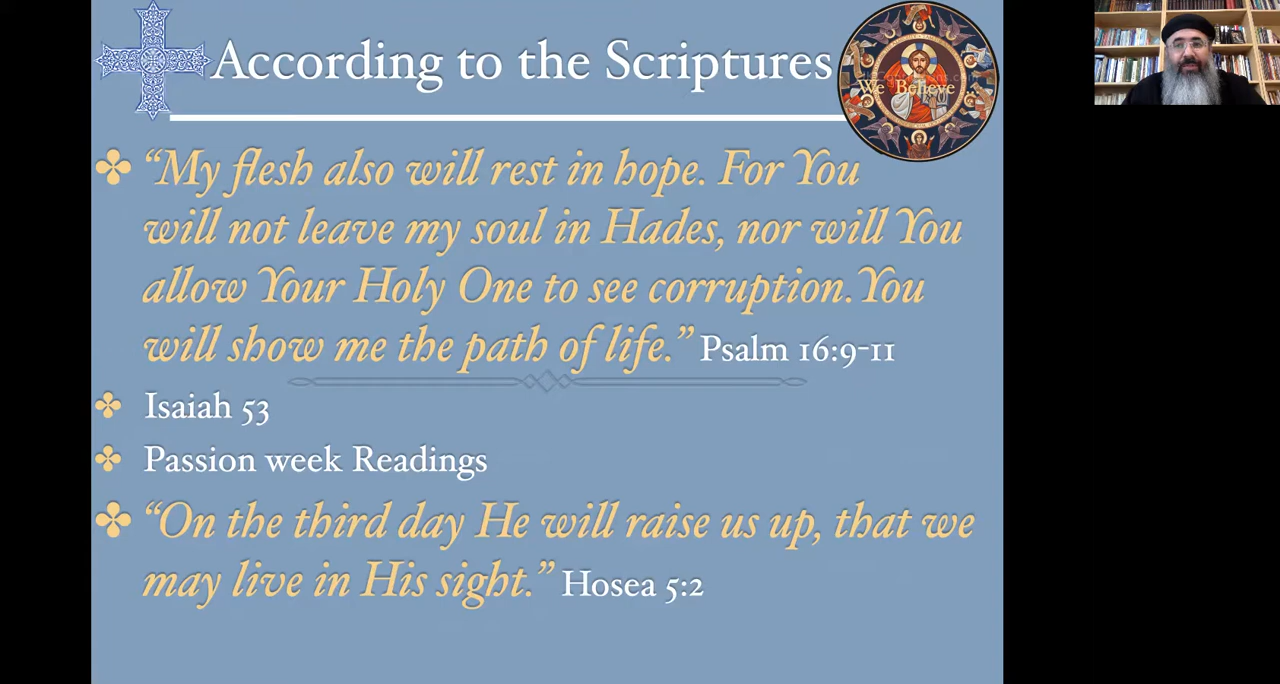 According to the Scriptures
We Believe ...
“My flesh also will rest in hope. For You
will not leave my soul in Hades, nor will You
allow Your Holy One to see corruption.You
will show me the path of life.” Psalm 16:9-11
Isaiah 53
Passion week Readings
“On the third day He will raise us up, that we
may live in His sight.” Hosea 5:2